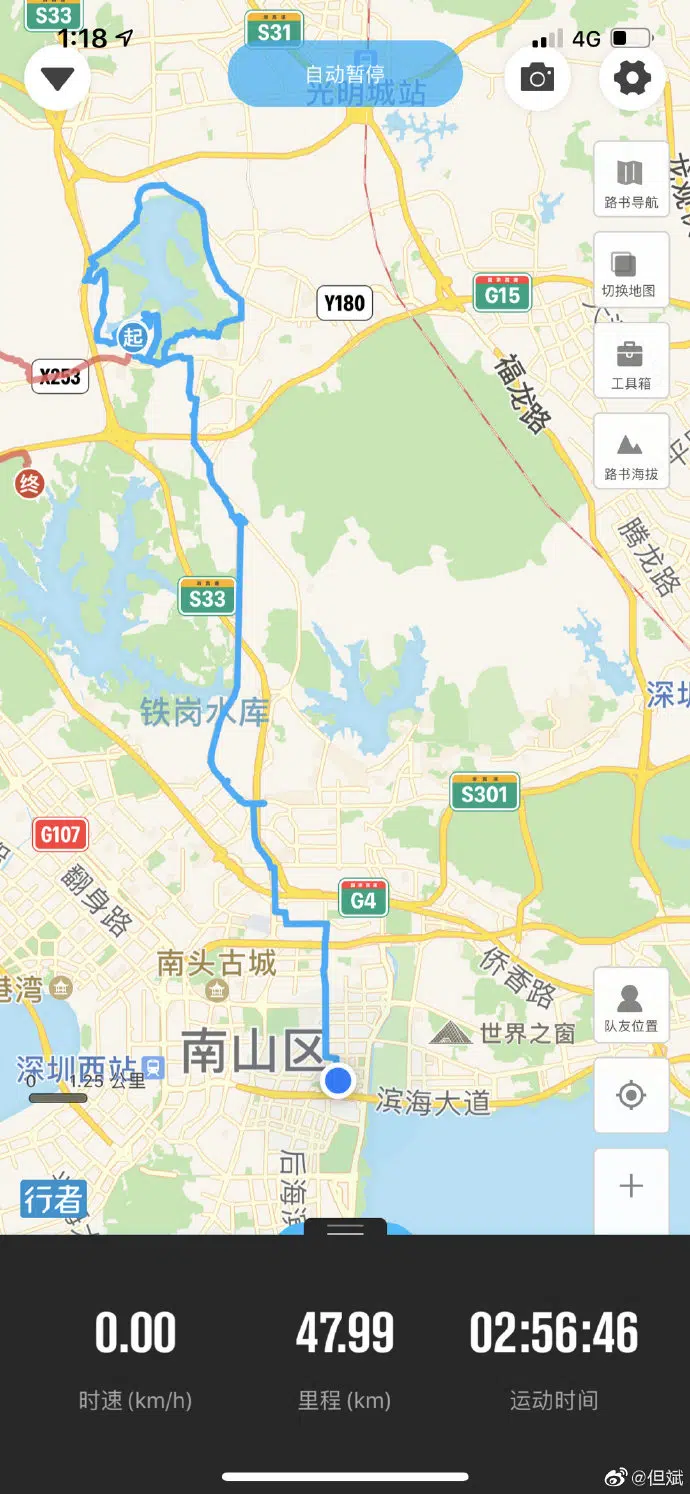 S33
1:18
S31
4G
自动暂停
光明城站
路书导航
切换地图
G15
Y180
工具箱
起
X253
福龙路
路书海拔
终
腾龙路
S33
铁岗水库
S301
G107
翻身路
G4
南头古城
侨香路
港湾
队友位置
世界之窗
南山区
深圳西站
0 1.25 公里
滨海大道
后海滨
行者
0.00
47.99
02:56:46
时速 (km/h)
里程 (km)
运动时间
@但斌